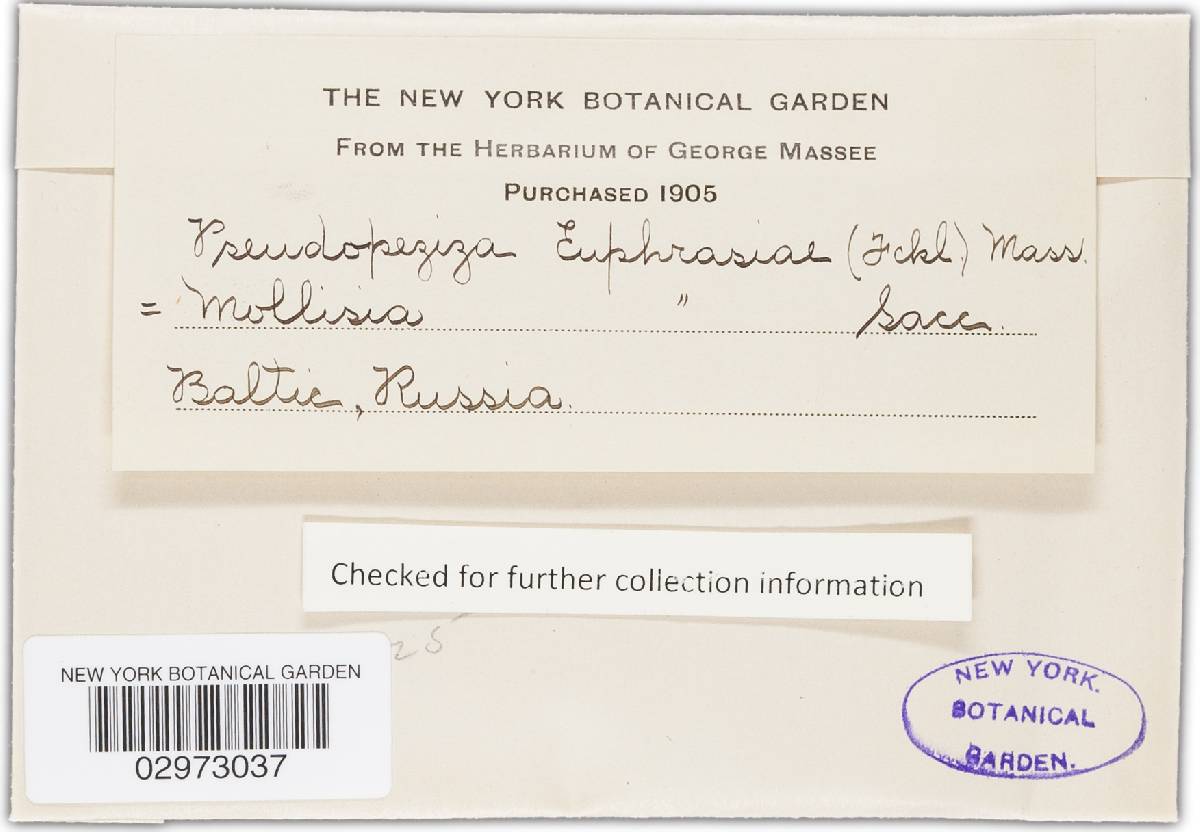 THE NEW YORK BOTANICAL GARDEN
FROM THE HERBARIUM OF GEORGE MASSEE
PURCHASED 1905
Pseudopeziza Euphrasiae (Fckl.) Mass.
= Mollisia " Sacc.
Baltic, Russia.
Checked for further collection information
25
NEW YORK BOTANICAL GARDEN
02973037
NEW YORK.
BOTANICAL
GARDEN.